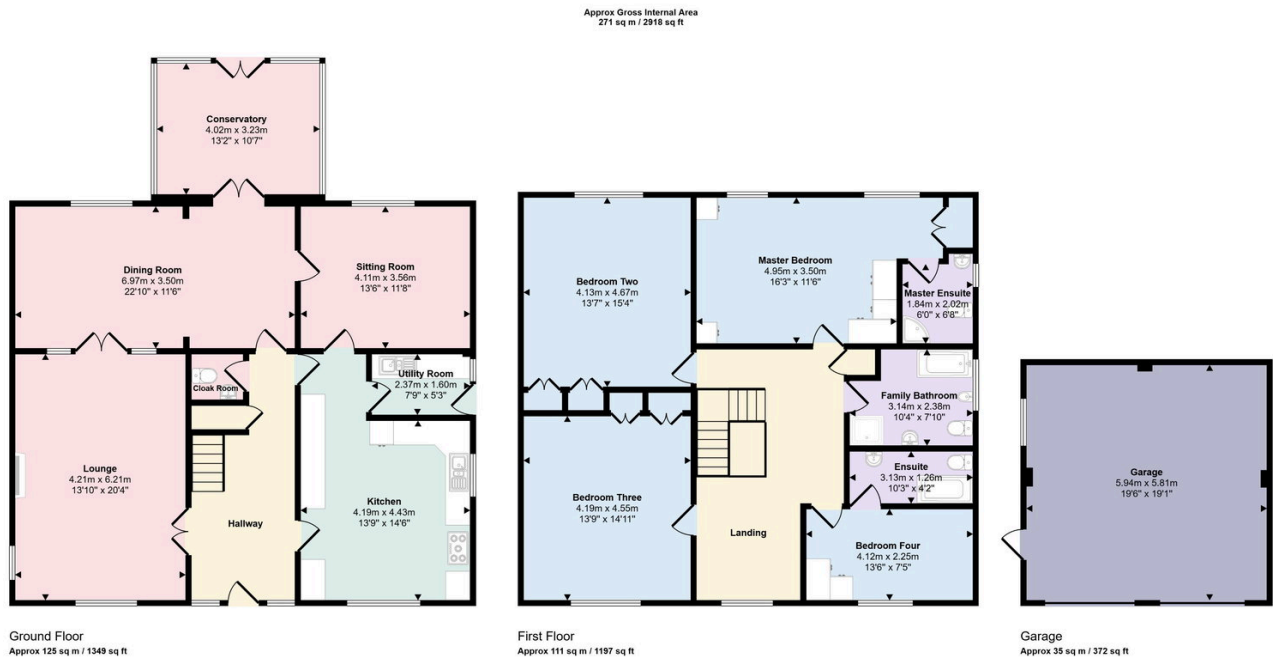 Approx Gross Internal Area
271 sq m / 2918 sq ft
Conservatory
4.02m x 3.23m
13'2" x 10'7"
Dining Room
6.97m x 3.50m
22'10" x 11'6"
Sitting Room
4.11m x 3.56m
13'6" x 11'8"
Cloak Room
Utility Room
2.37m x 1.60m
7'9" x 5'3"
Lounge
4.21m x 6.21m
13'10" x 20'4"
Hallway
Kitchen
4.19m x 4.43m
13'9" x 14'6"
Ground Floor
Approx 125 sq m / 1349 sq ft
Bedroom Two
4.13m x 4.67m
13'7" x 15'4"
Master Bedroom
4.95m x 3.50m
16'3" x 11'6"
Master Ensuite
1.84m x 2.02m
6'0" x 6'8"
Family Bathroom
3.14m x 2.38m
10'4" x 7'10"
Ensuite
3.13m x 1.26m
10'3" x 4'2"
Bedroom Three
4.19m x 4.55m
13'9" x 14'11"
Landing
Bedroom Four
4.12m x 2.25m
13'6" x 7'5"
First Floor
Approx 111 sq m / 1197 sq ft
Garage
5.94m x 5.81m
19'6" x 19'1"
Garage
Approx 35 sq m / 372 sq ft